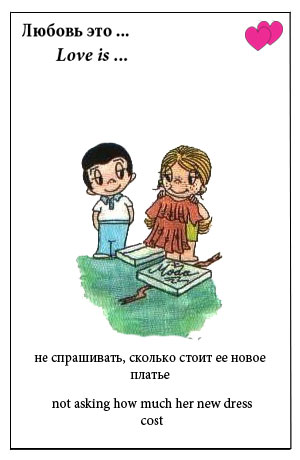 Любовь это ...
Love is ...
Moda
не спрашивать, сколько стоит ее новое
платье
not asking how much her new dress
cost